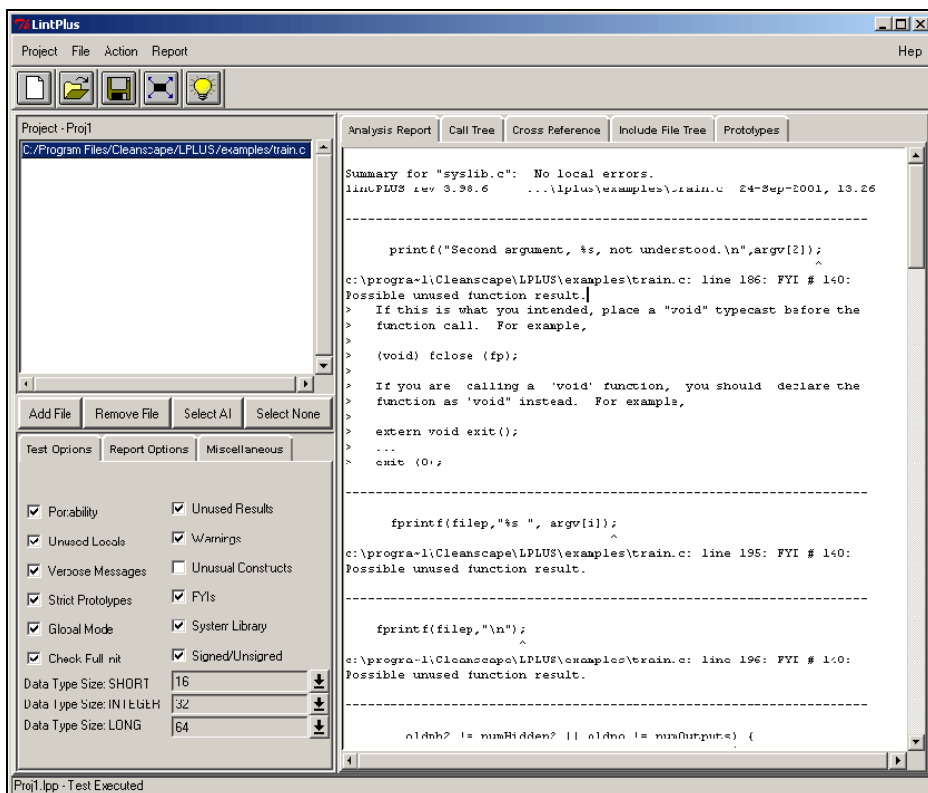 LintPlus
Project File Action Report Help
Project - Proj1
C:/Program Files/Cleanscape/LPLUS/examples/train.c
Add File Remove File Select All Select None
Test Options Report Options Miscellaneous
Portability Unused Results
Unused Locals Warnings
Verbose Messages Unusual Constructs
Strict Prototypes FYIs
Global Mode System Library
Check Full Init Signed/Unsigned
Data Type Size: SHORT 16
Data Type Size: INTEGER 32
Data Type Size: LONG 64
Analysis Report Call Tree Cross Reference Include File Tree Prototypes
Summary for "syslib.c": No local errors.
lintPLUS rev 3.98.6 ...\lplus\examples\train.c 24-Sep-2001, 13.26
--------------------------------------------------------------------
printf("Second argument, %s, not understood.\n",argv[2]);
^
c:\progra~1\Cleanscape\LPLUS\examples\train.c: line 186: FYI # 140:
Possible unused function result.
> If this is what you intended, place a "void" typecast before the
> function call. For example,
>
> (void) fclose (fp);
>
> If you are calling a 'void' function, you should declare the
> function as 'void" instead. For example,
>
> extern void exit();
> ...
> exit (0);
--------------------------------------------------------------------
fprintf(filep,"%s ", argv[i]);
^
c:\progra~1\Cleanscape\LPLUS\examples\train.c: line 195: FYI # 140:
Possible unused function result.
--------------------------------------------------------------------
fprintf(filep,"\n");
^
c:\progra~1\Cleanscape\LPLUS\examples\train.c: line 196: FYI # 140:
Possible unused function result.
--------------------------------------------------------------------
oldnh2 != numHidden2 || oldno != numOutputs) {
Proj1.lpp - Test Executed